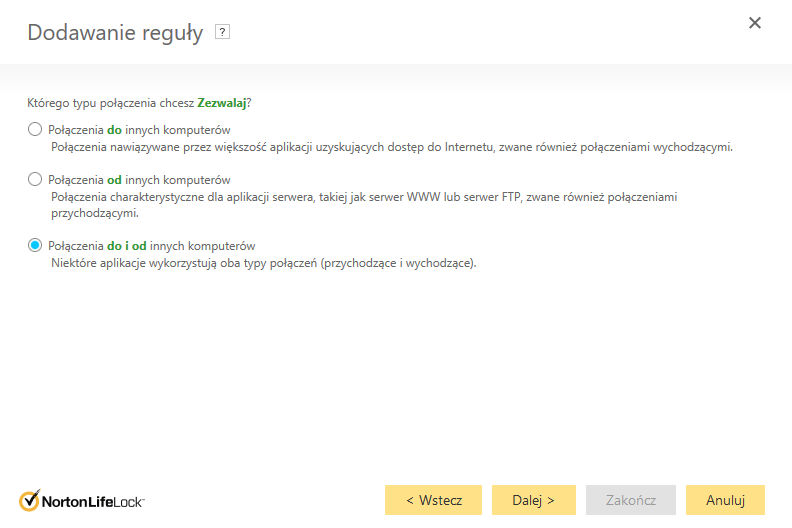 Dodawanie reguły ?
Którego typu połączenia chcesz Zezwalaj?
Połączenia do innych komputerów
Połączenia nawiązywane przez większość aplikacji uzyskujących dostęp do Internetu, zwane również połączeniami wychodzącymi.
Połączenia od innych komputerów
Połączenia charakterystyczne dla aplikacji serwera, takiej jak serwer WWW lub serwer FTP, zwane również połączeniami
przychodzącymi.
Połączenia do i od innych komputerów
Niektóre aplikacje wykorzystują oba typy połączeń (przychodzące i wychodzące).
NortonLifeLock < Wstecz Dalej > Zakończ Anuluj